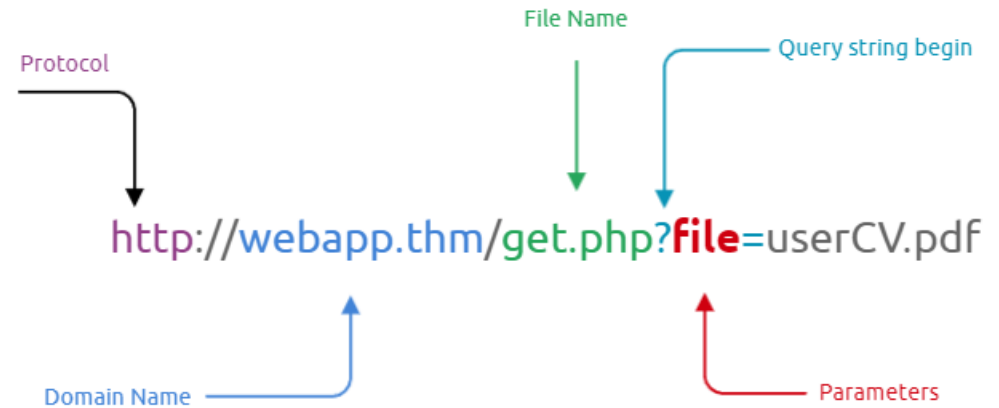 File Name
Query string begin
Protocol
http://webapp.thm/get.php?file=userCV.pdf
Domain Name
Parameters